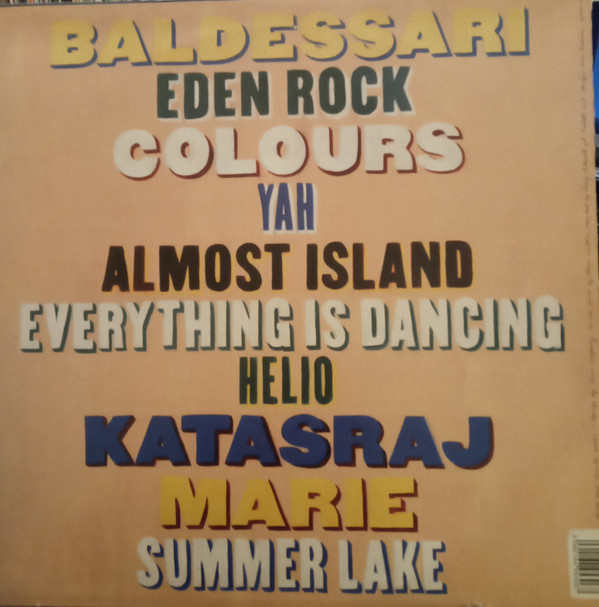 BALDESSARI
EDEN ROCK
COLOURS
YAH
ALMOST ISLAND
EVERYTHING IS DANCING
HELIO
KATASRAJ
MARIE
SUMMER LAKE